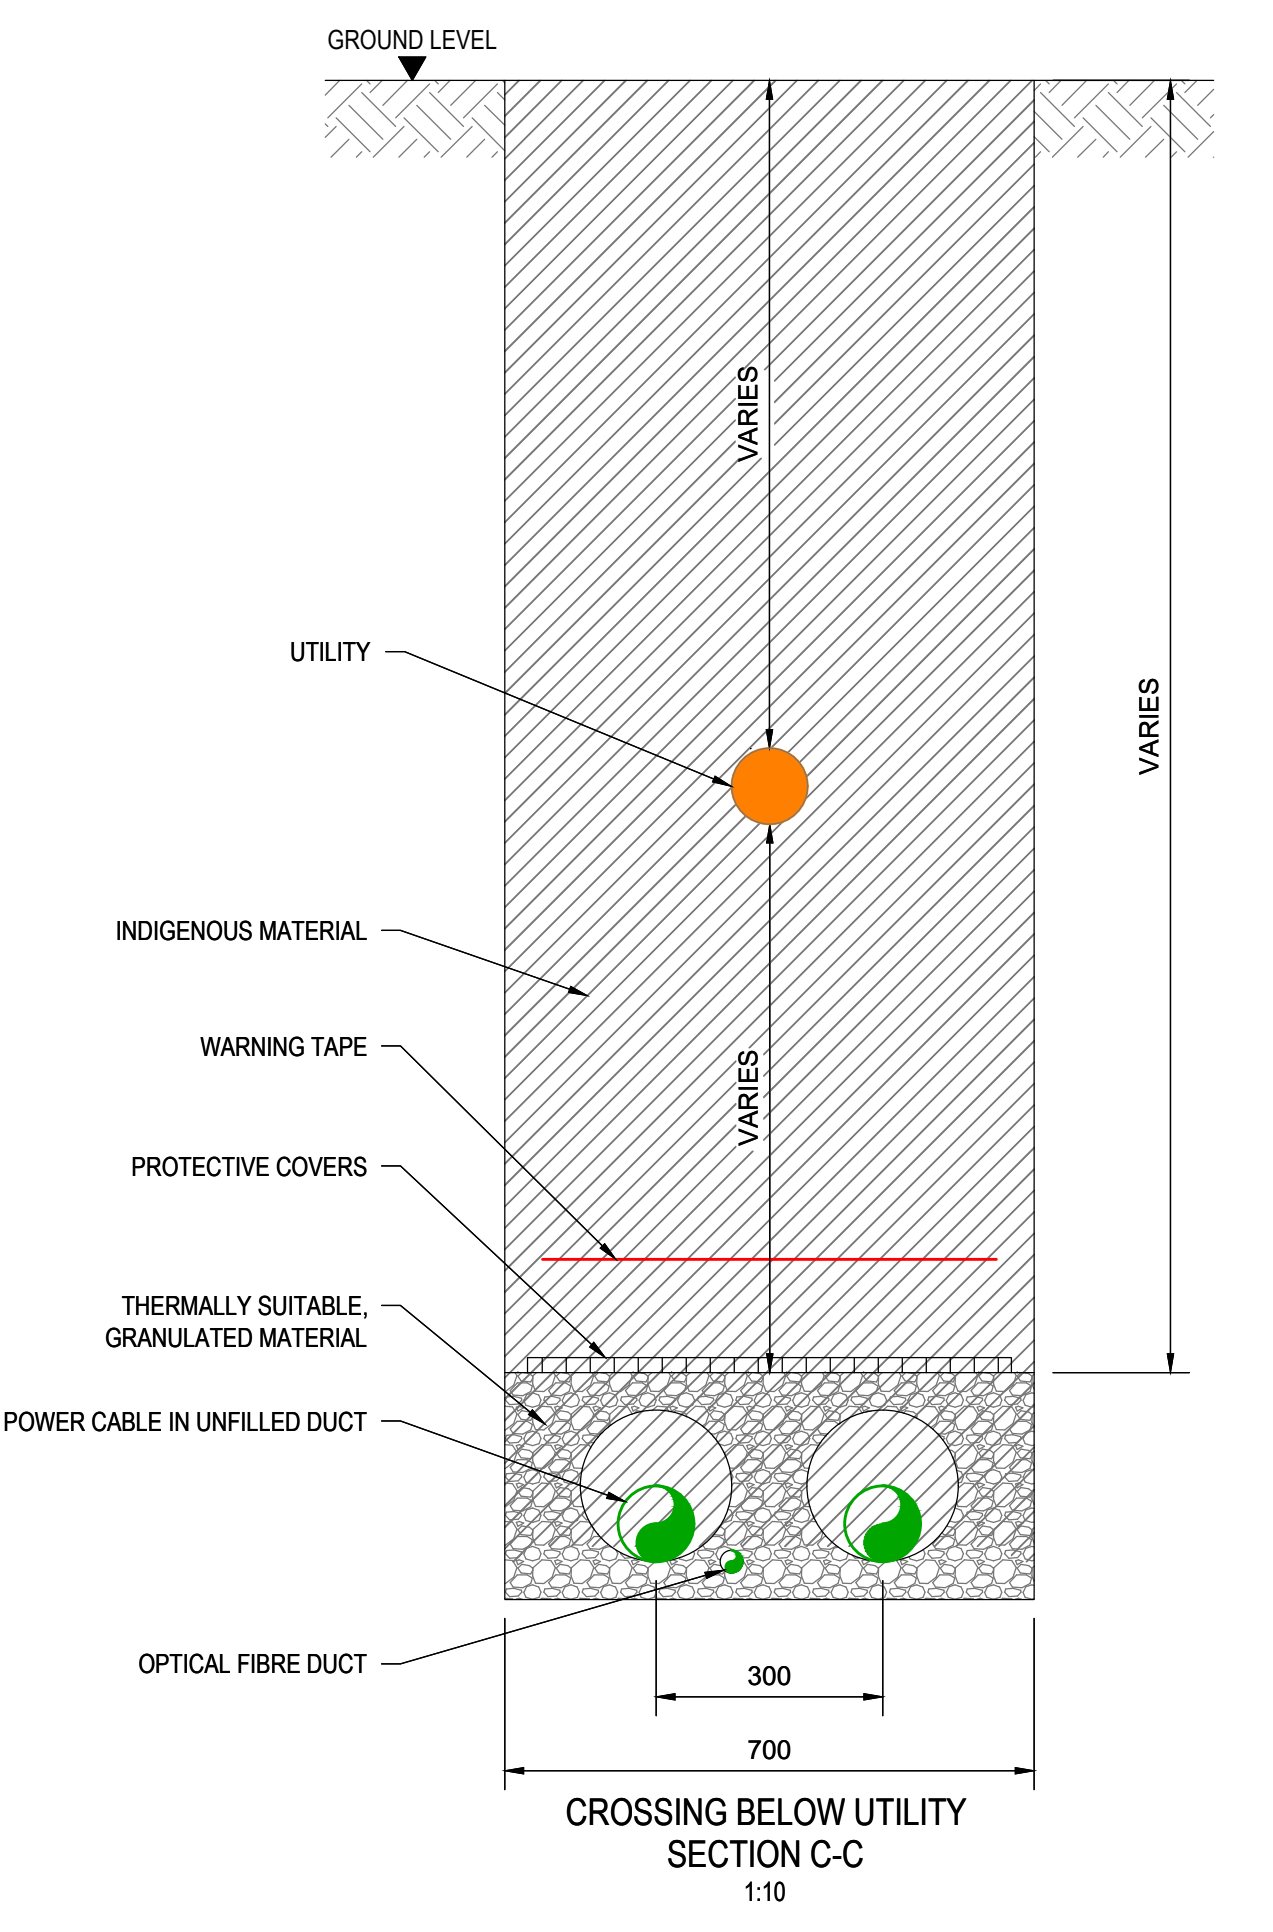 GROUND LEVEL
VARIES
UTILITY
VARIES
INDIGENOUS MATERIAL
WARNING TAPE
VARIES
PROTECTIVE COVERS
THERMALLY SUITABLE,
GRANULATED MATERIAL
POWER CABLE IN UNFILLED DUCT
OPTICAL FIBRE DUCT
300
700
CROSSING BELOW UTILITY
SECTION C-C
1:10